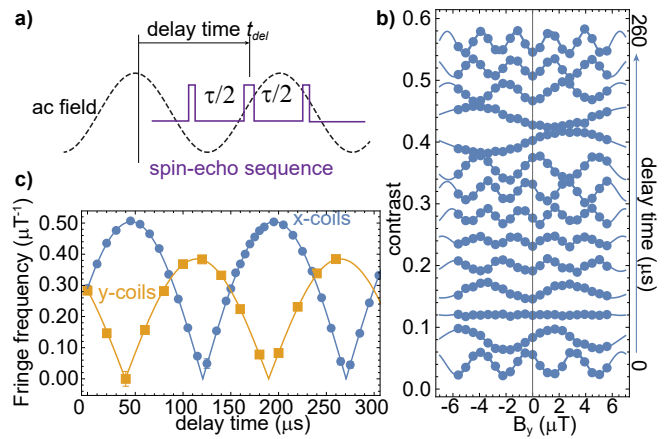 a)
delay time t_del
ac field
τ/2
τ/2
spin-echo sequence
b)
contrast
0.6
0.5
0.4
0.3
0.2
0.1
0.0
-6 -4 -2 0 2 4 6
B_y (μT)
260
delay time (μs)
0
c)
x-coils
y-coils
Fringe frequency (μT⁻¹)
0.50
0.40
0.30
0.20
0.10
0.00
0 50 100 150 200 250 300
delay time (μs)